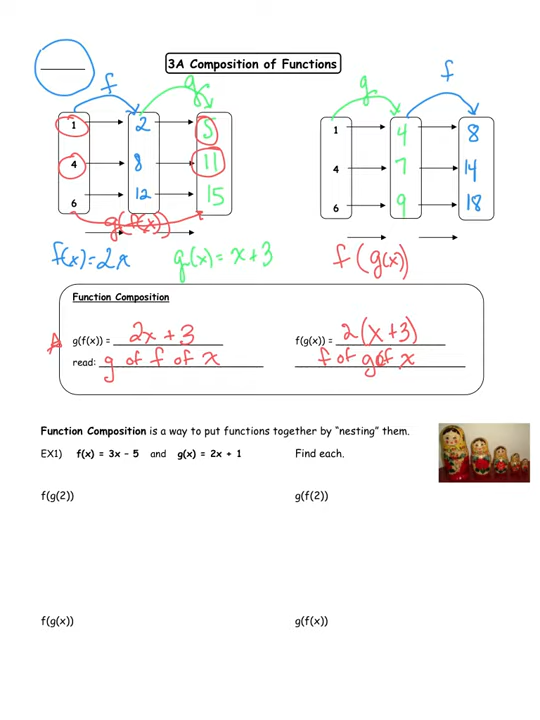 3A Composition of Functions
f g
g f
1 2 5
4 8 11
6 12 15
1 4 8
4 7 14
6 9 18
g(f(x))
f(x)=2x g(x)=x+3 f(g(x))
Function Composition
A g(f(x)) = 2x+3 f(g(x)) = 2(x+3)
read: g of f of x f of g of x
Function Composition is a way to put functions together by “nesting” them.
EX1) f(x) = 3x – 5 and g(x) = 2x + 1 Find each.
f(g(2)) g(f(2))
f(g(x)) g(f(x))